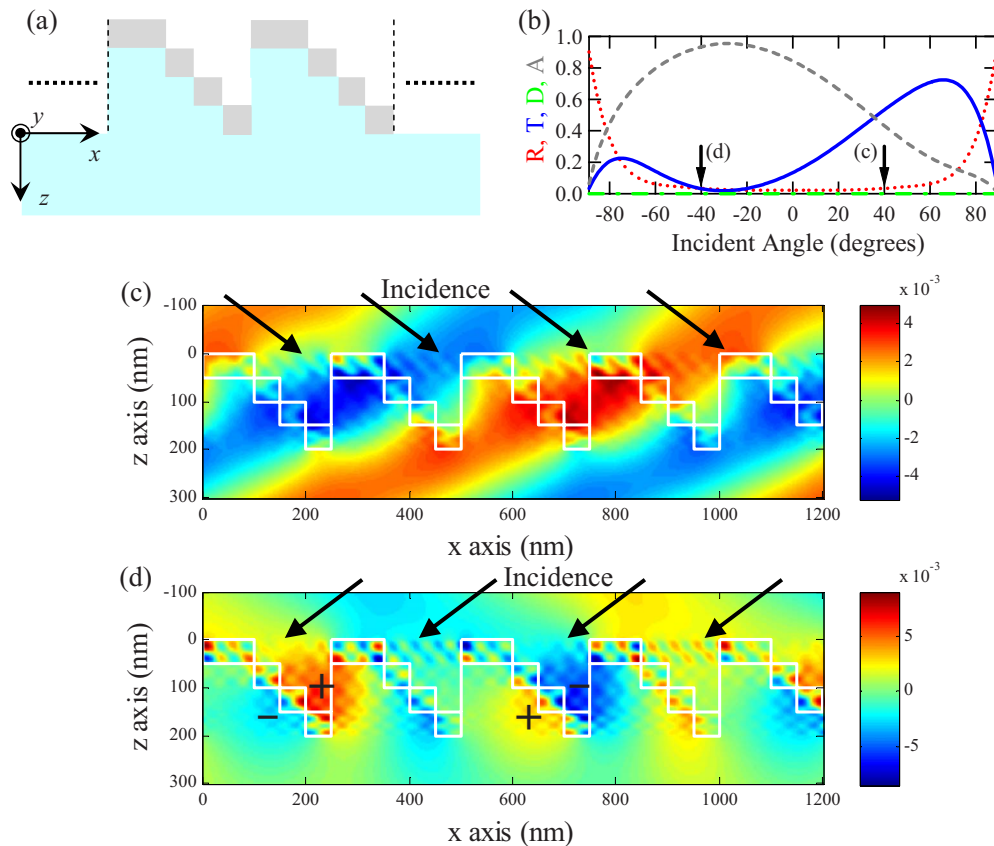 (a)
y
x
z
(b)
R, T, D, A
1.0
0.8
0.6
0.4
0.2
0.0
(d)
(c)
-80 -60 -40 -20 0 20 40 60 80
Incident Angle (degrees)
(c)
Incidence
z axis (nm)
-100
0
100
200
300
0 200 400 600 800 1000 1200
x axis (nm)
x 10⁻³
4
2
0
-2
-4
(d)
Incidence
z axis (nm)
-100
0
100
200
300
+
−
+
−
0 200 400 600 800 1000 1200
x axis (nm)
x 10⁻³
5
0
-5